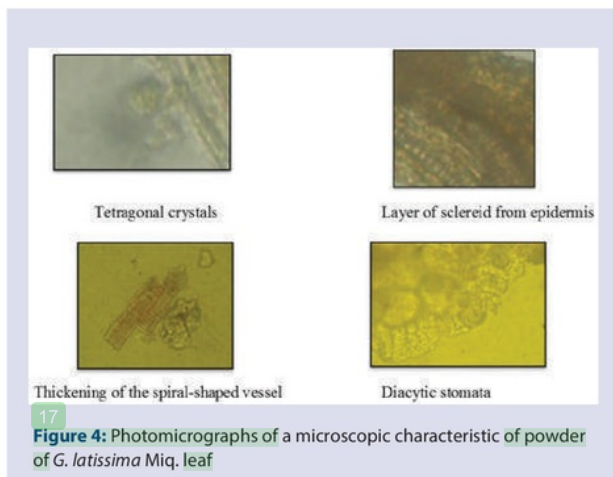 Tetragonal crystals
Layer of sclereid from epidermis
Thickening of the spiral-shaped vessel
Diacytic stomata
17
Figure 4: Photomicrographs of a microscopic characteristic of powder
of G. latissima Miq. leaf